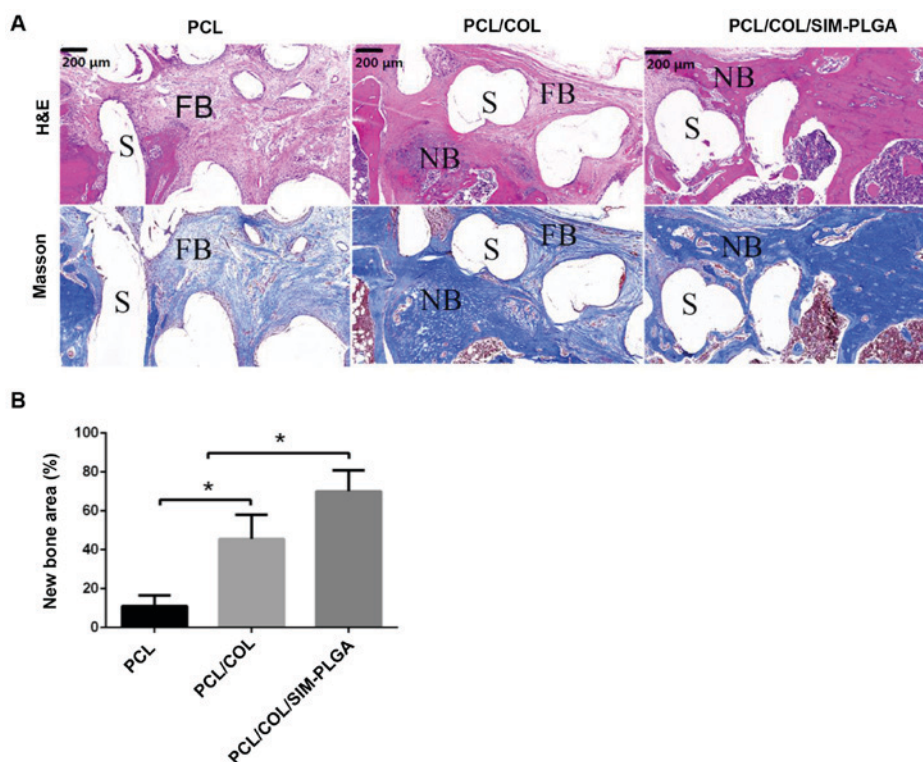 A
PCL
PCL/COL
PCL/COL/SIM-PLGA
H&E
200 μm
FB
S
200 μm
S
FB
NB
200 μm
NB
S
Masson
FB
S
FB
S
NB
NB
S
B
New bone area (%)
100
80
60
40
20
0
*
*
PCL
PCL/COL
PCL/COL/SIM-PLGA